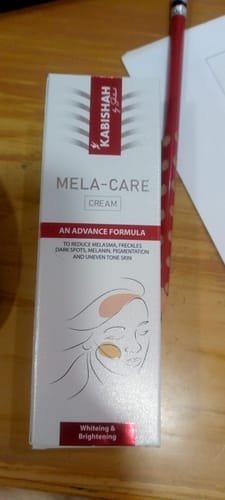 KABISHAH
MELA-CARE
CREAM
AN ADVANCE FORMULA
TO REDUCE MELASMA, FRECKLES
DARK SPOTS, MELANIN, PIGMENTATION
AND UNEVEN TONE SKIN
Whiteing &
Brightening